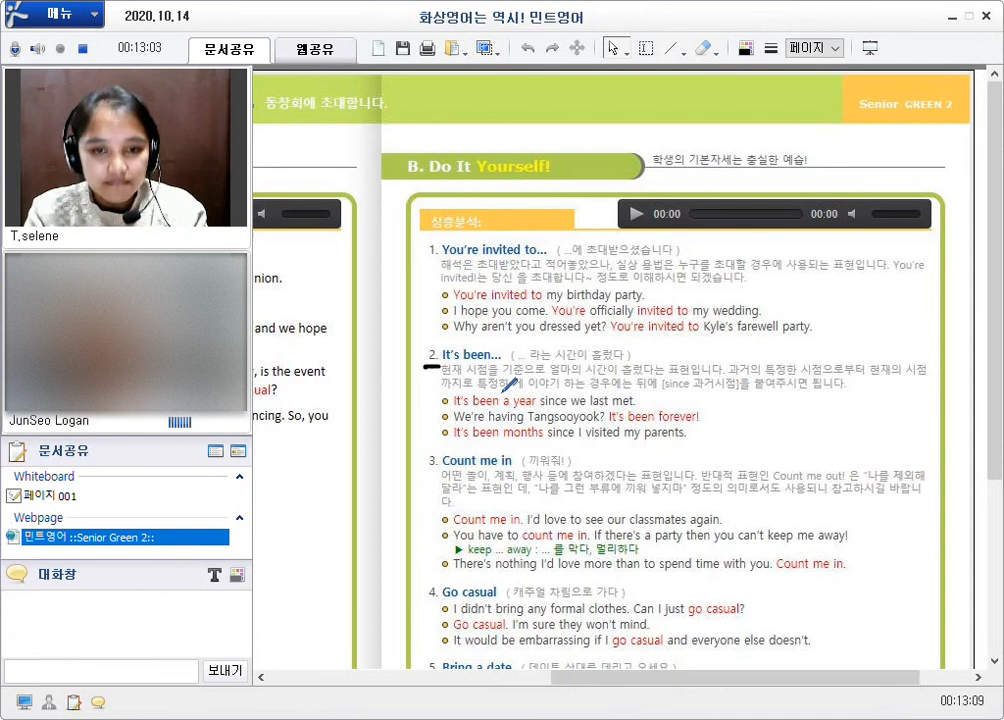 메뉴
2020.10.14
화상영어는 역시! 민트영어
00:13:03
문서공유
웹공유
페이지
T.selene
JunSeo Logan
문서공유
Whiteboard
페이지 001
Webpage
민트영어 ::Senior Green 2::
대화창
T
보내기
동창회에 초대합니다.
nion.
and we hope
, is the event
ual?
ncing. So, you
Senior GREEN 2
B. Do It Yourself!
학생의 기본자세는 충실한 예습!
심층분석:
00:00
00:00
1. You're invited to... ( ...에 초대받으셨습니다 )
해석은 초대받았다고 적어놓았으나, 실상 용법은 누구를 초대할 경우에 사용되는 표현입니다. You're
invited!는 당신 을 초대합니다~ 정도로 이해하시면 되겠습니다.
You're invited to my birthday party.
I hope you come. You're officially invited to my wedding.
Why aren't you dressed yet? You're invited to Kyle's farewell party.
2. It's been... ( ... 라는 시간이 흘렀다 )
현재 시점을 기준으로 얼마의 시간이 흘렀다는 표현입니다. 과거의 특정한 시점으로부터 현재의 시점
까지로 특정하게 이야기 하는 경우에는 뒤에 [since 과거시점]을 붙여주시면 됩니다.
It's been a year since we last met.
We're having Tangsooyook? It's been forever!
It's been months since I visited my parents.
3. Count me in ( 끼워줘! )
어떤 놀이, 계획, 행사 등에 참여하겠다는 표현입니다. 반대적 표현인 Count me out! 은 "나를 제외해
달라"는 표현인 데, "나를 그런 부류에 끼워 넣지마" 정도의 의미로서도 사용되니 참고하시길 바랍니
다.
Count me in. I'd love to see our classmates again.
You have to count me in. If there's a party then you can't keep me away!
▶ keep ... away : ... 를 막다, 멀리하다
There's nothing I'd love more than to spend time with you. Count me in.
4. Go casual ( 캐주얼 차림으로 가다 )
I didn't bring any formal clothes. Can I just go casual?
Go casual. I'm sure they won't mind.
It would be embarrassing if I go casual and everyone else doesn't.
5. Bring a date ( 데이트 상대를 데리고 오세요 )
00:13:09